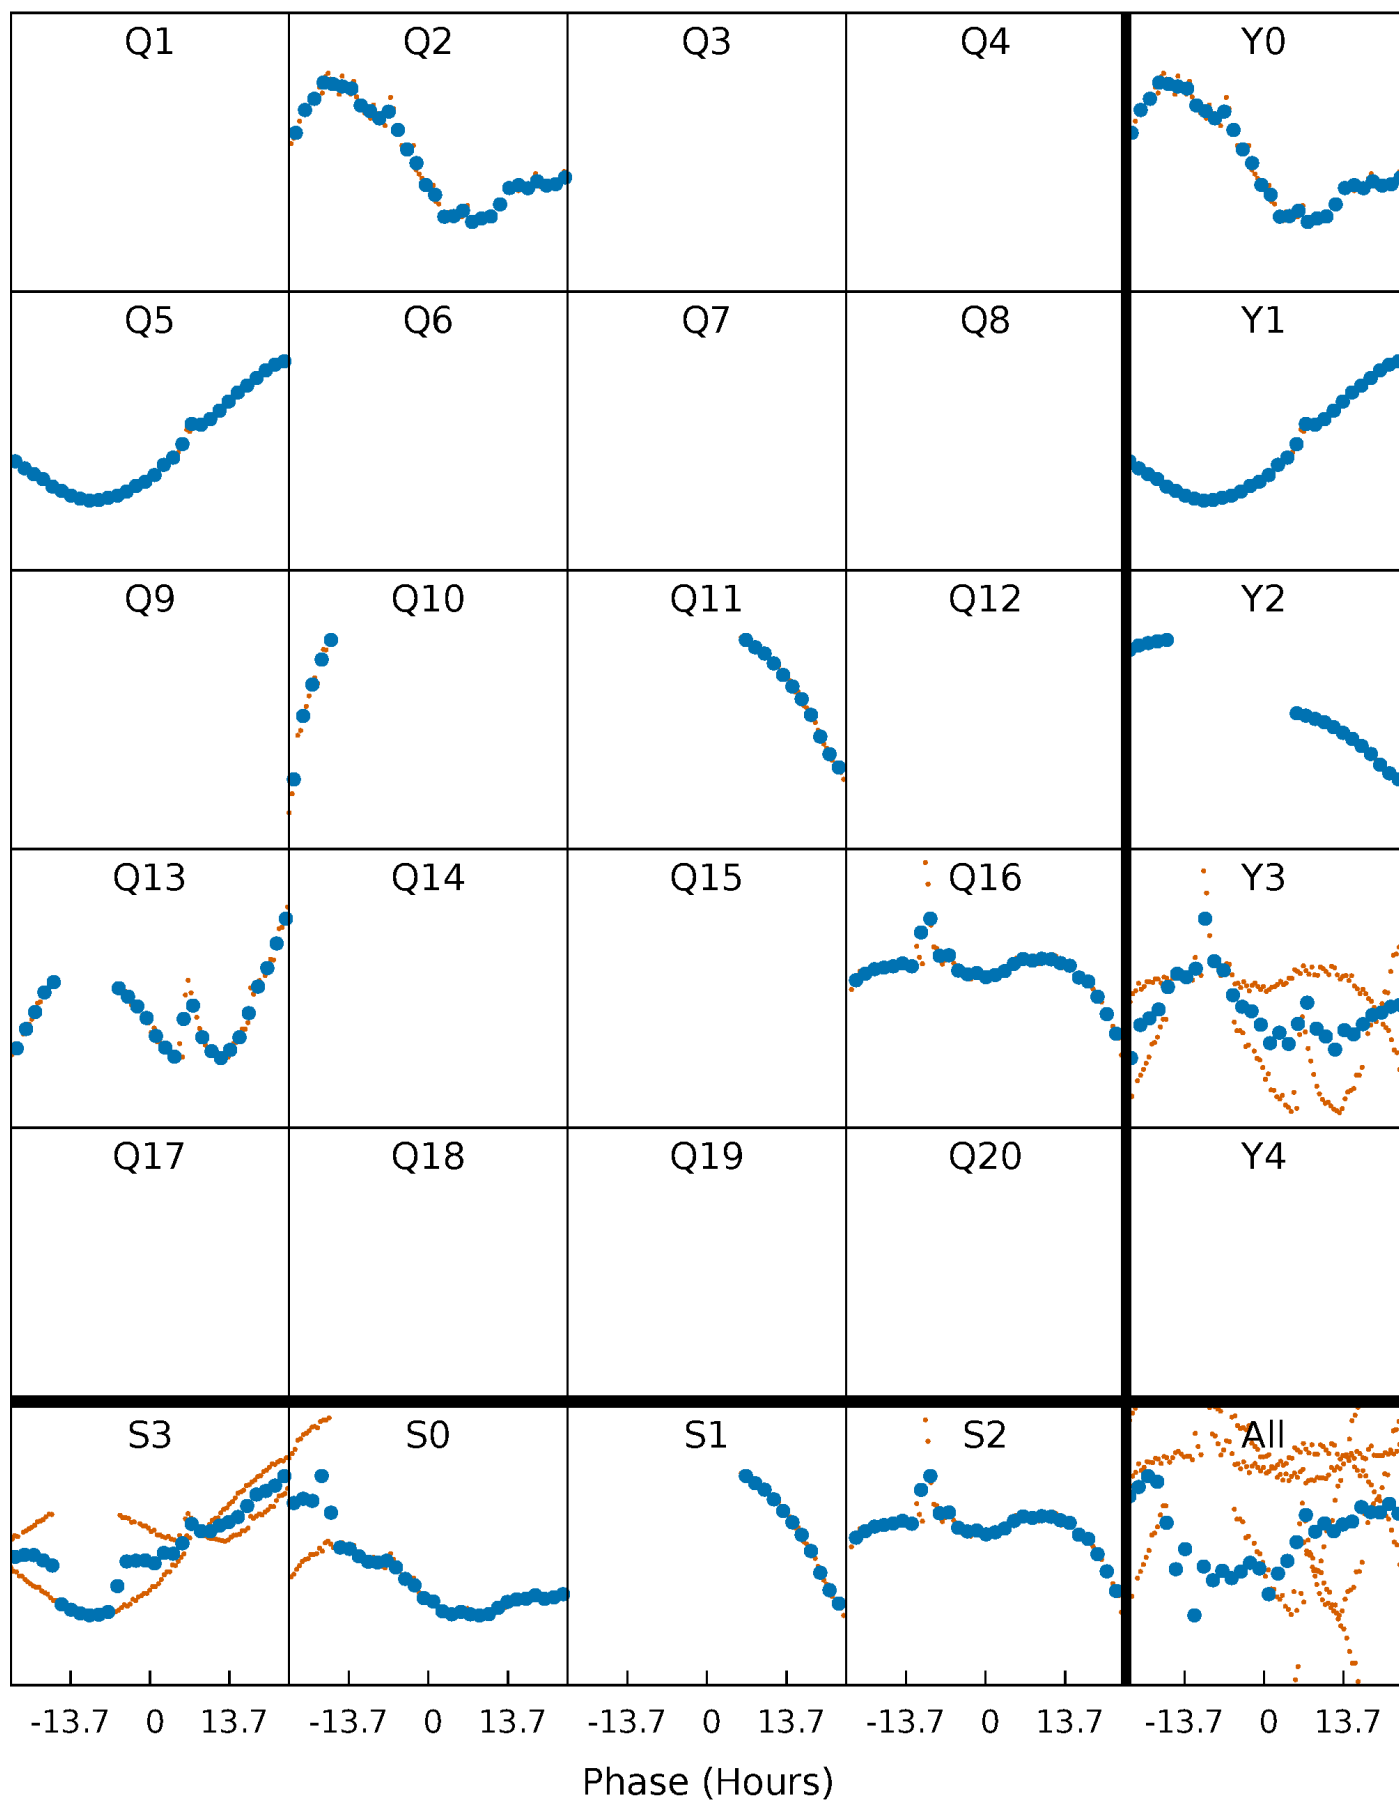 Q1 Q2 Q3 Q4 Y0
Q5 Q6 Q7 Q8 Y1
Q9 Q10 Q11 Q12 Y2
Q13 Q14 Q15 Q16 Y3
Q17 Q18 Q19 Q20 Y4
S3 S0 S1 S2 All
-13.7 0 13.7 -13.7 0 13.7 -13.7 0 13.7 -13.7 0 13.7 -13.7 0 13.7
Phase (Hours)